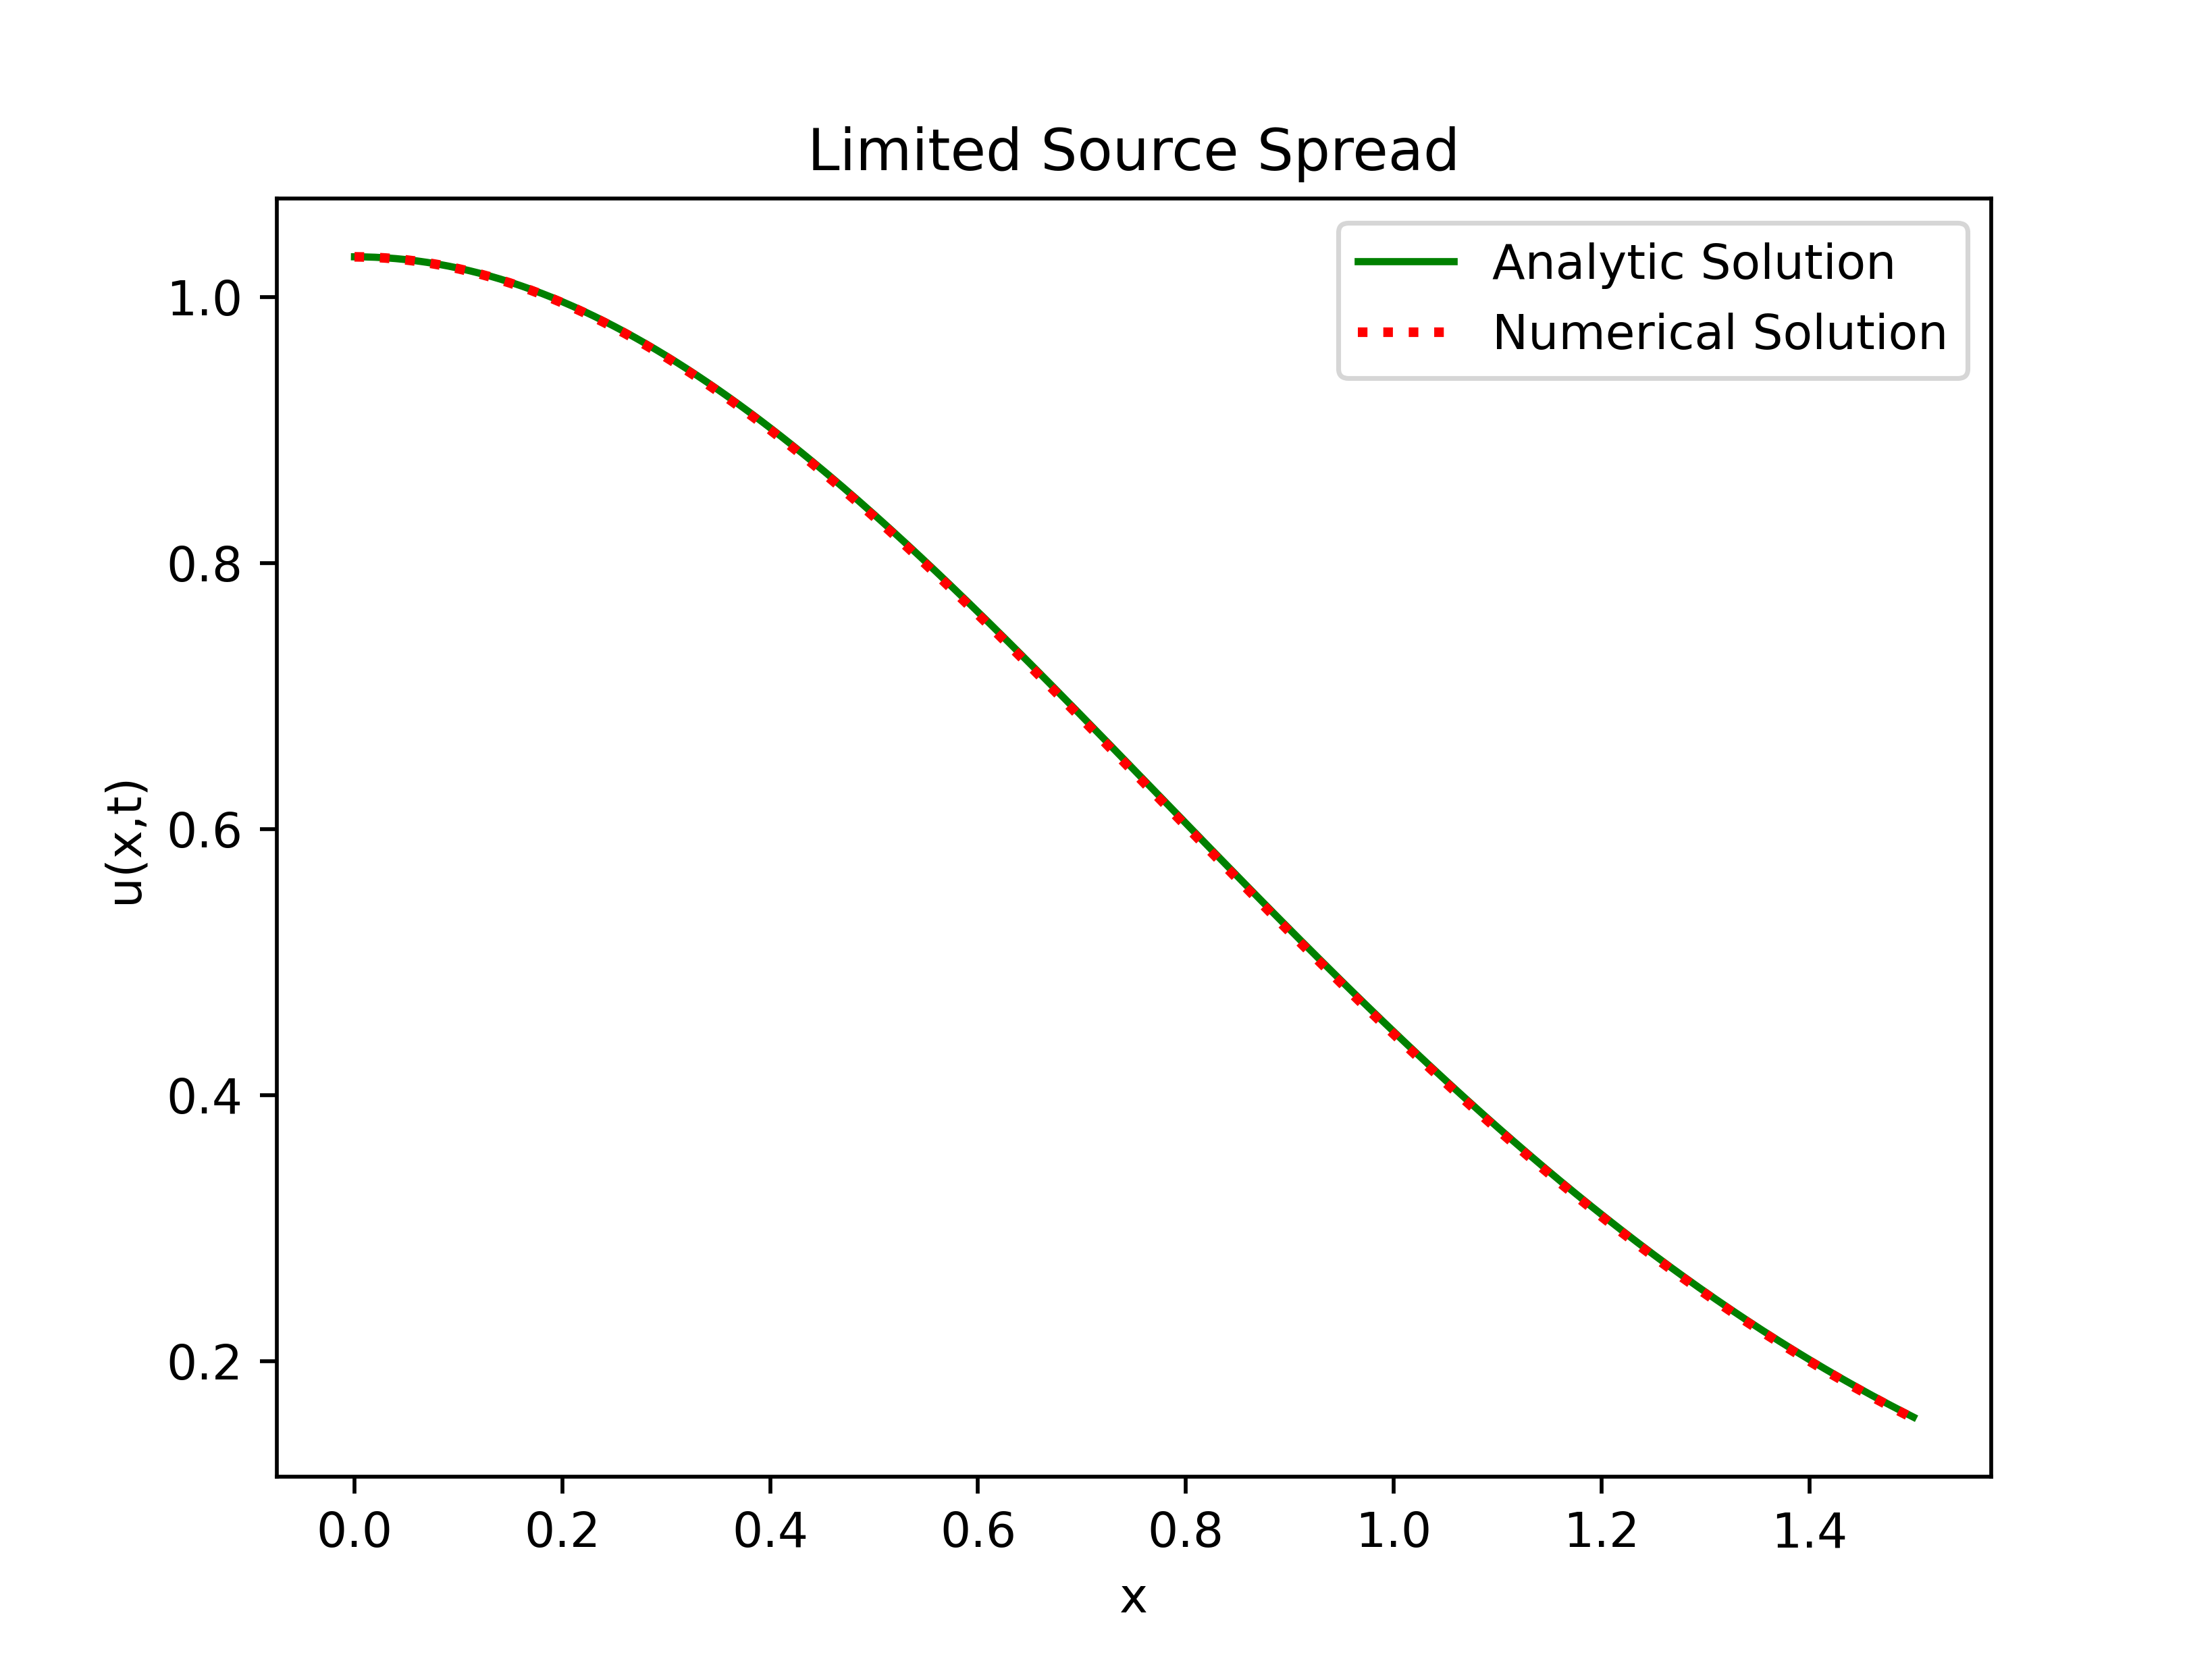 Limited Source Spread
Analytic Solution
Numerical Solution
u(x,t)
1.0
0.8
0.6
0.4
0.2
0.0 0.2 0.4 0.6 0.8 1.0 1.2 1.4
x